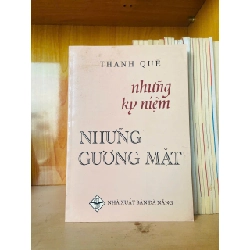 THANH QUẾ
những
kỷ niệm
NHỮNG
GƯƠNG MẶT
NHÀ XUẤT BẢN ĐÀ NẴNG